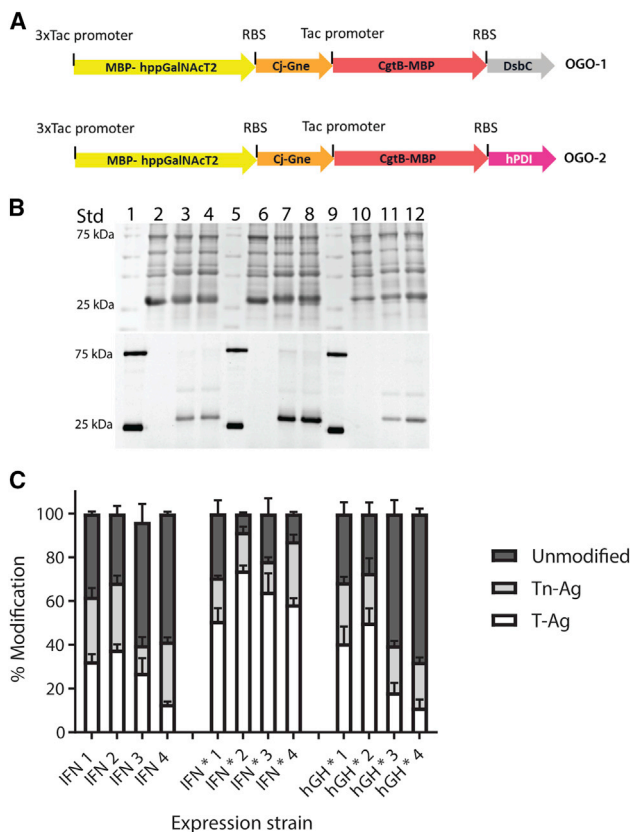 A
3xTac promoter RBS Tac promoter RBS
MBP- hppGalNAcT2 Cj-Gne CgtB-MBP DsbC OGO-1
3xTac promoter RBS Tac promoter RBS
MBP- hppGalNAcT2 Cj-Gne CgtB-MBP hPDI OGO-2
B
Std 1 2 3 4 5 6 7 8 9 10 11 12
75 kDa
25 kDa
75 kDa
25 kDa
C
% Modification
100
80
60
40
20
0
IFN 1 IFN 2 IFN 3 IFN 4 IFN * 1 IFN * 2 IFN * 3 IFN * 4 hGH * 1 hGH * 2 hGH * 3 hGH * 4
Expression strain
Unmodified
Tn-Ag
T-Ag